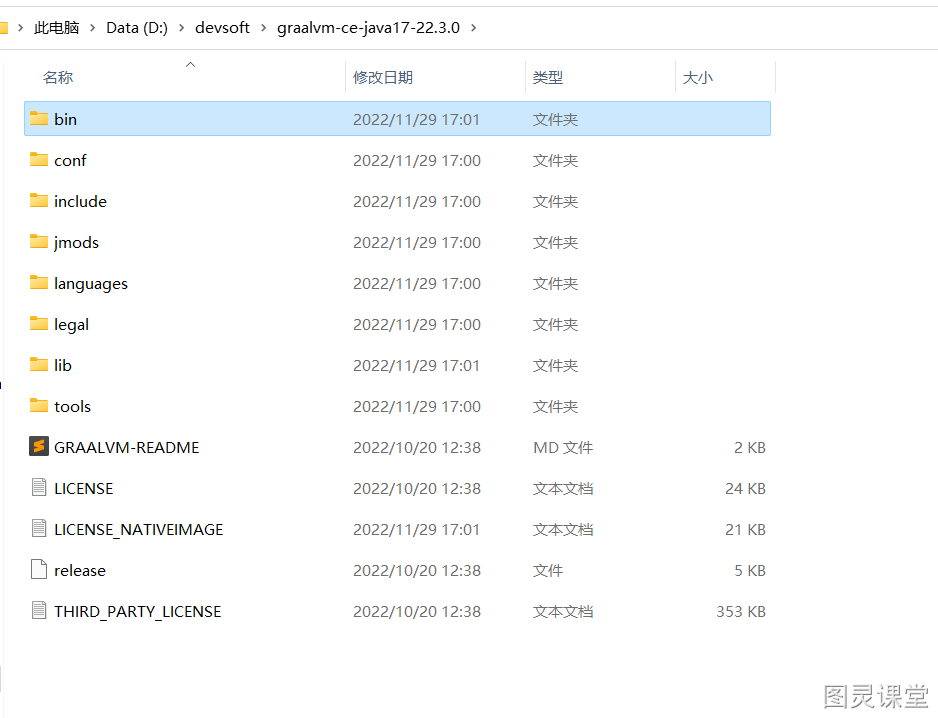 此电脑 > Data (D:) > devsoft > graalvm-ce-java17-22.3.0 >
名称 修改日期 类型 大小
bin 2022/11/29 17:01 文件夹
conf 2022/11/29 17:00 文件夹
include 2022/11/29 17:00 文件夹
jmods 2022/11/29 17:00 文件夹
languages 2022/11/29 17:00 文件夹
legal 2022/11/29 17:00 文件夹
lib 2022/11/29 17:01 文件夹
tools 2022/11/29 17:00 文件夹
GRAALVM-README 2022/10/20 12:38 MD 文件 2 KB
LICENSE 2022/10/20 12:38 文本文档 24 KB
LICENSE_NATIVEIMAGE 2022/11/29 17:01 文本文档 21 KB
release 2022/10/20 12:38 文件 5 KB
THIRD_PARTY_LICENSE 2022/10/20 12:38 文本文档 353 KB
图灵课堂